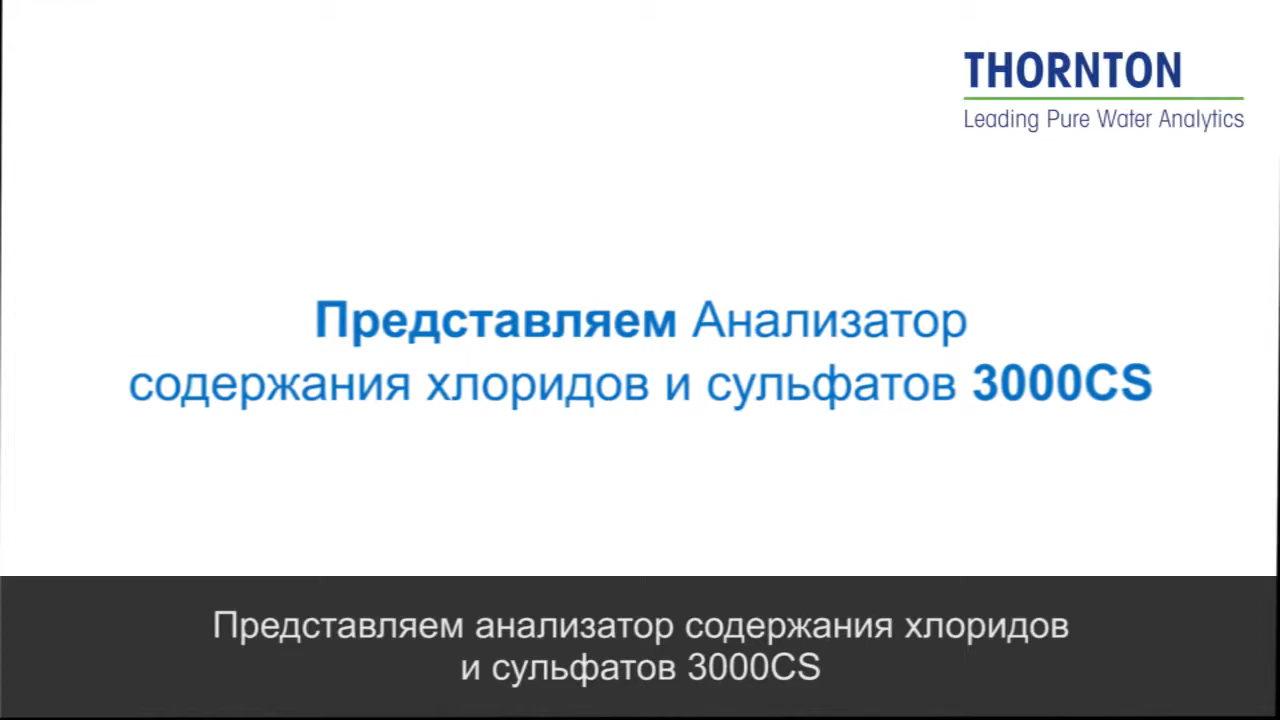 THORNTON
Leading Pure Water Analytics
Представляем Анализатор
содержания хлоридов и сульфатов 3000CS
Представляем анализатор содержания хлоридов
и сульфатов 3000CS